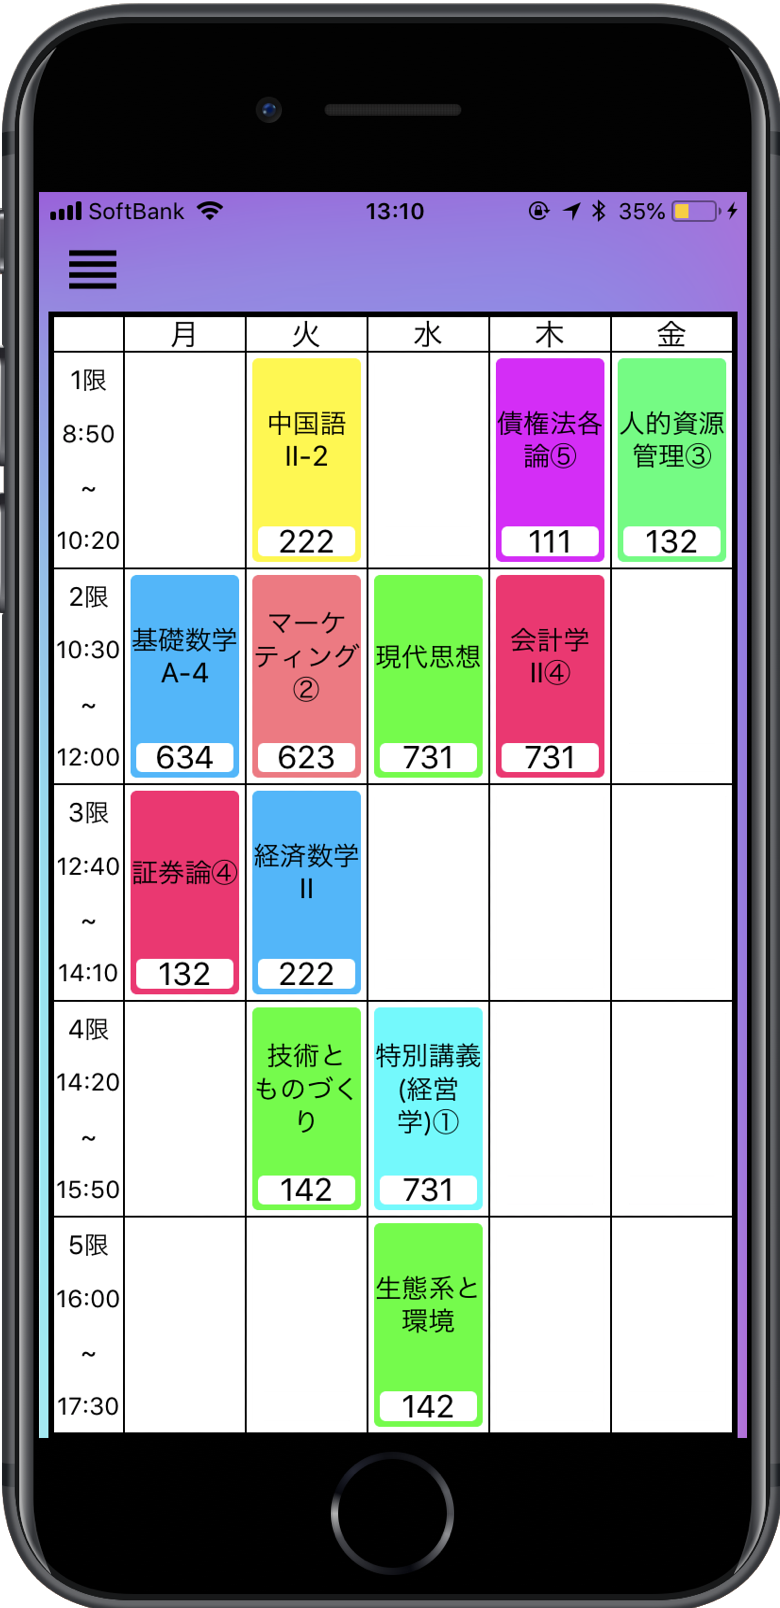 SoftBank 13:10 35%
月 火 水 木 金
1限
8:50
~
10:20
中国語
II-2
222
債権法各
論⑤
111
人的資源
管理③
132
2限
10:30
~
12:00
基礎数学
A-4
634
マーケ
ティング
②
623
現代思想
731
会計学
II④
731
3限
12:40
~
14:10
証券論④
132
経済数学
II
222
4限
14:20
~
15:50
技術と
ものづく
り
142
特別講義
(経営
学)①
731
5限
16:00
~
17:30
生態系と
環境
142